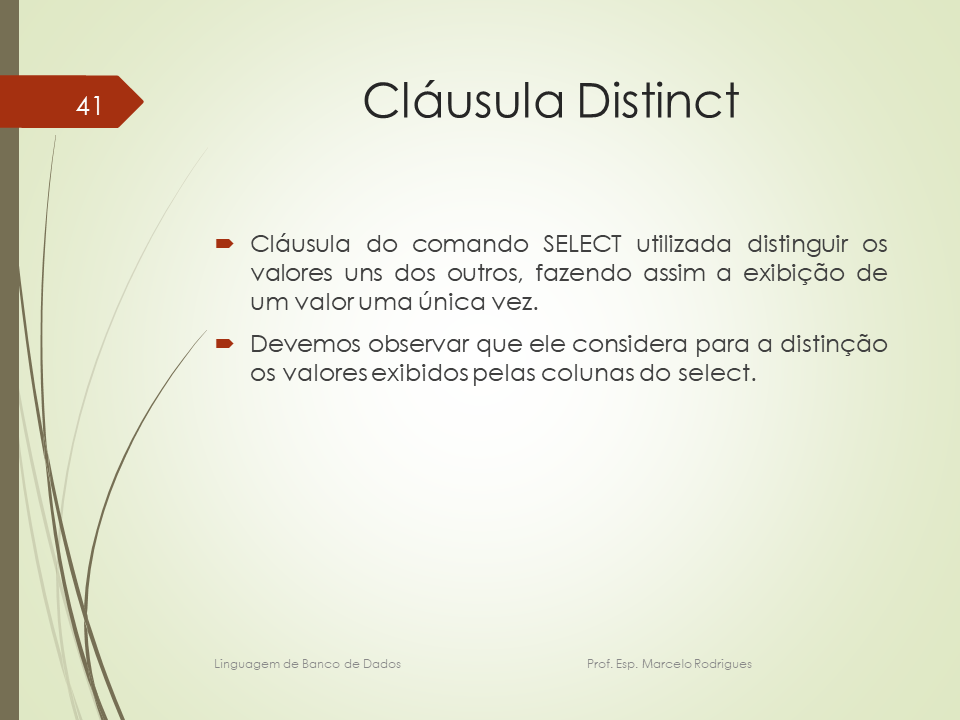 41
Cláusula Distinct
Cláusula do comando SELECT utilizada distinguir os
valores uns dos outros, fazendo assim a exibição de
um valor uma única vez.
Devemos observar que ele considera para a distinção
os valores exibidos pelas colunas do select.
Linguagem de Banco de Dados Prof. Esp. Marcelo Rodrigues